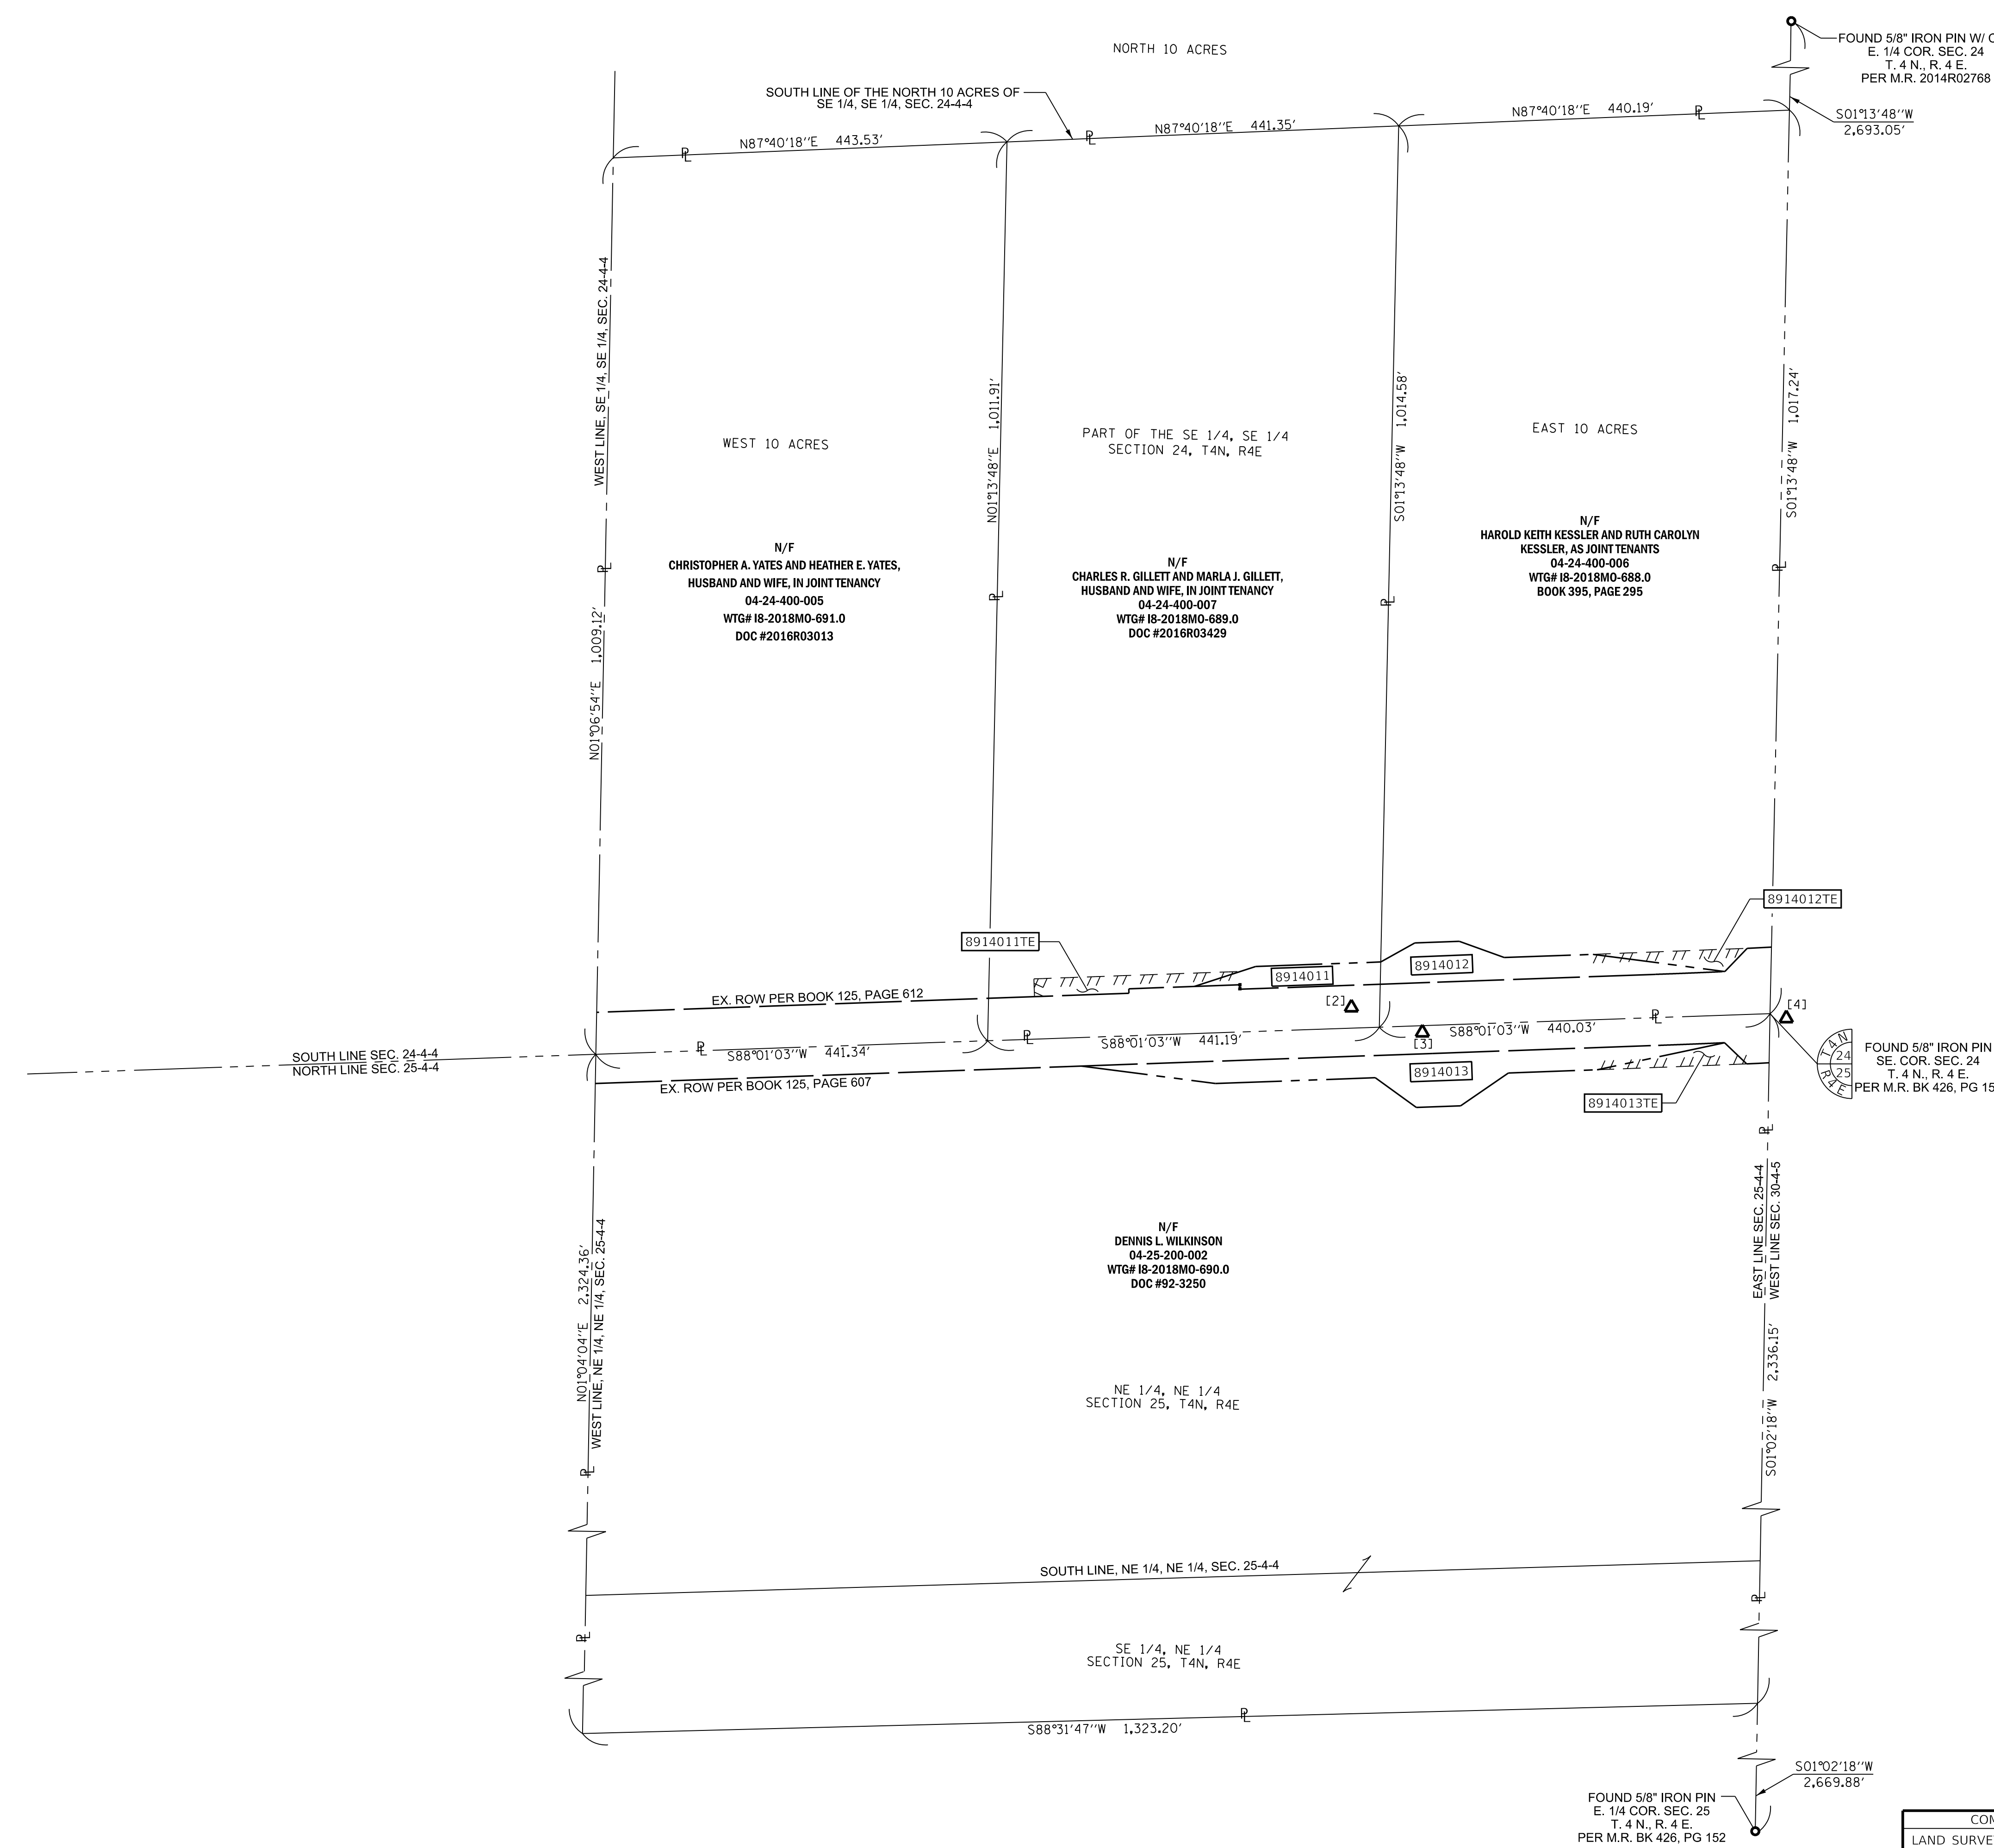 NORTH 10 ACRES
FOUND 5/8" IRON PIN W/
E. 1/4 COR. SEC. 24
T. 4 N., R. 4 E.
PER M.R. 2014R02768
SOUTH LINE OF THE NORTH 10 ACRES OF
SE 1/4, SE 1/4, SEC. 24-4-4
S01°13'48''W
2,693.05'
N87°40'18''E 443.53'
N87°40'18''E 441.35'
N87°40'18''E 440.19'
WEST LINE, SE 1/4, SE 1/4, SEC. 24-4-4
N01°06'54''E 1,009.12'
N01°13'48''E 1,011.91'
S01°13'48''W 1,014.58'
S01°13'48''W 1,017.24'
WEST 10 ACRES
PART OF THE SE 1/4, SE 1/4
SECTION 24, T4N, R4E
EAST 10 ACRES
N/F
CHRISTOPHER A. YATES AND HEATHER E. YATES,
HUSBAND AND WIFE, IN JOINT TENANCY
04-24-400-005
WTG# I8-2018MO-691.0
DOC #2016R03013
N/F
CHARLES R. GILLETT AND MARLA J. GILLETT,
HUSBAND AND WIFE, IN JOINT TENANCY
04-24-400-007
WTG# I8-2018MO-689.0
DOC #2016R03429
N/F
HAROLD KEITH KESSLER AND RUTH CAROLYN
KESSLER, AS JOINT TENANTS
04-24-400-006
WTG# I8-2018MO-688.0
BOOK 395, PAGE 295
8914012TE
8914011TE
8914011
8914012
EX. ROW PER BOOK 125, PAGE 612
[2]
[3]
[4]
SOUTH LINE SEC. 24-4-4
NORTH LINE SEC. 25-4-4
S88°01'03''W 441.34'
S88°01'03''W 441.19'
S88°01'03''W 440.03'
T4N
24
25
R4E
FOUND 5/8" IRON PIN
SE. COR. SEC. 24
T. 4 N., R. 4 E.
PER M.R. BK 426, PG
EX. ROW PER BOOK 125, PAGE 607
8914013
8914013TE
N01°04'04''E 2,324.36'
WEST LINE, NE 1/4, NE 1/4, SEC. 25-4-4
EAST LINE SEC. 25-4-4
WEST LINE SEC. 30-4-5
S01°02'18''W 2,336.15'
N/F
DENNIS L. WILKINSON
04-25-200-002
WTG# I8-2018MO-690.0
DOC #92-3250
NE 1/4, NE 1/4
SECTION 25, T4N, R4E
SOUTH LINE, NE 1/4, NE 1/4, SEC. 25-4-4
SE 1/4, NE 1/4
SECTION 25, T4N, R4E
S88°31'47''W 1,323.20'
S01°02'18''W
2,669.88'
FOUND 5/8" IRON PIN
E. 1/4 COR. SEC. 25
T. 4 N., R. 4 E.
PER M.R. BK 426, PG 152
LAND